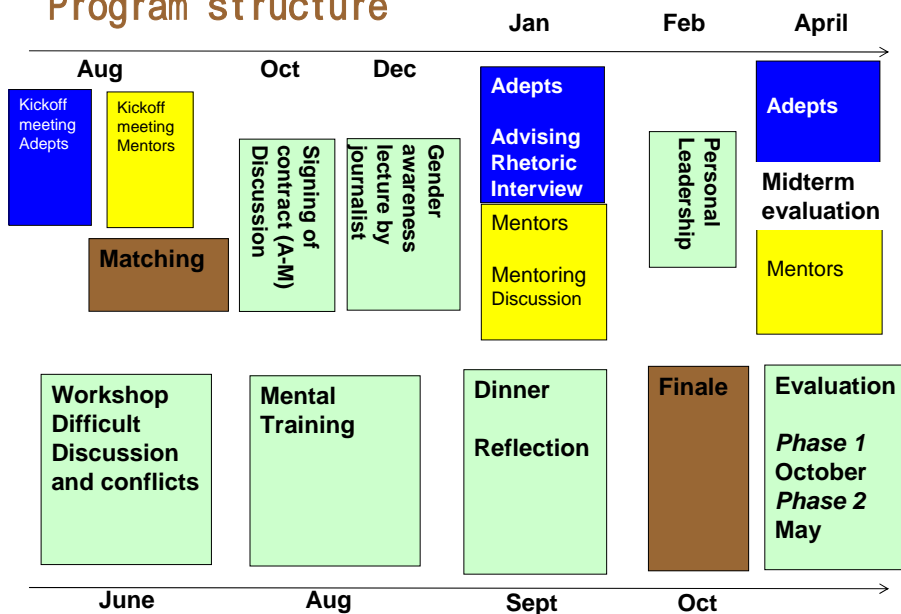 Program structure
Jan
Feb
April
Aug
Oct
Dec
Kickoff
meeting
Adepts
Kickoff
meeting
Mentors
Matching
Signing of
contract (A-M)
Discussion
Gender
awareness
lecture by
journalist
Adepts
Advising
Rhetoric
Interview
Mentors
Mentoring
Discussion
Personal
Leadership
Adepts
Midterm
evaluation
Mentors
Workshop
Difficult
Discussion
and conflicts
Mental
Training
Dinner
Reflection
Finale
Evaluation
Phase 1
October
Phase 2
May
June
Aug
Sept
Oct